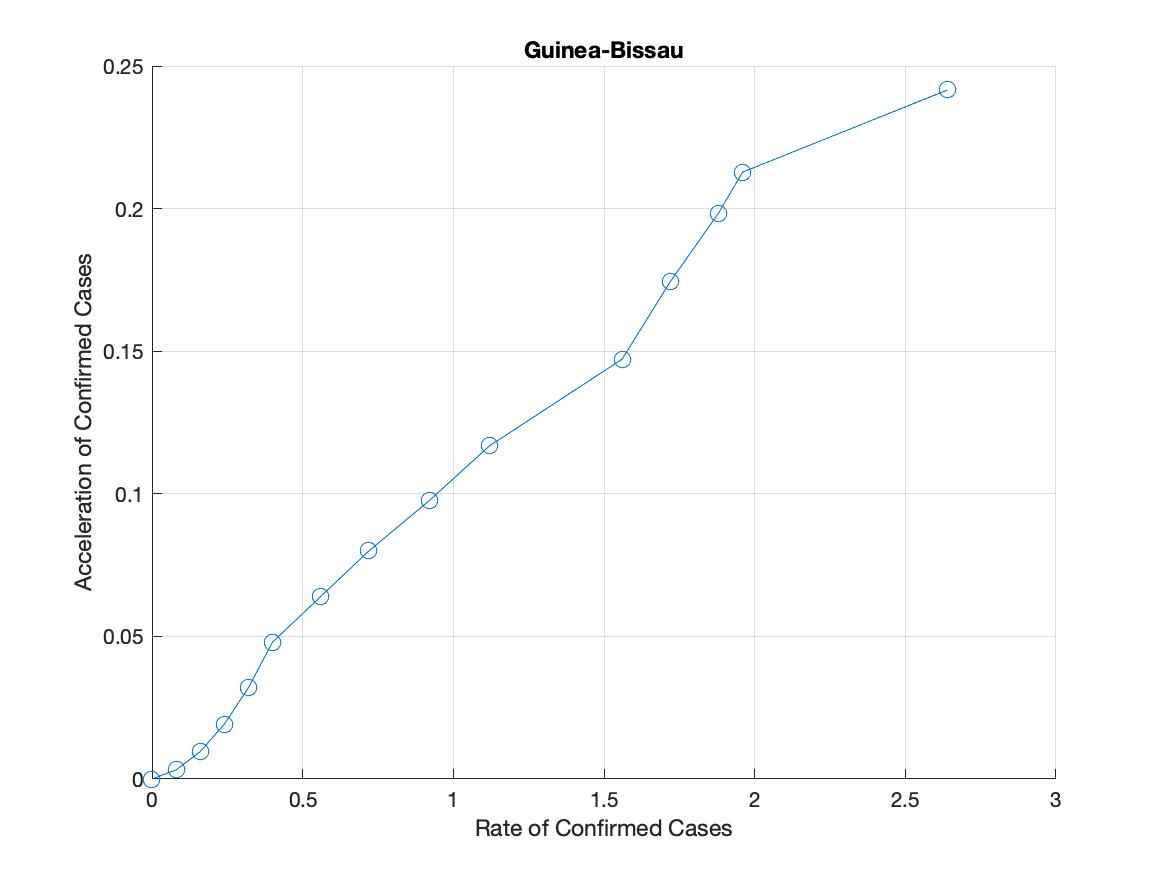 Guinea-Bissau
0.25
0.2
0.15
0.1
0.05
0
Acceleration of Confirmed Cases
0 0.5 1 1.5 2 2.5 3
Rate of Confirmed Cases